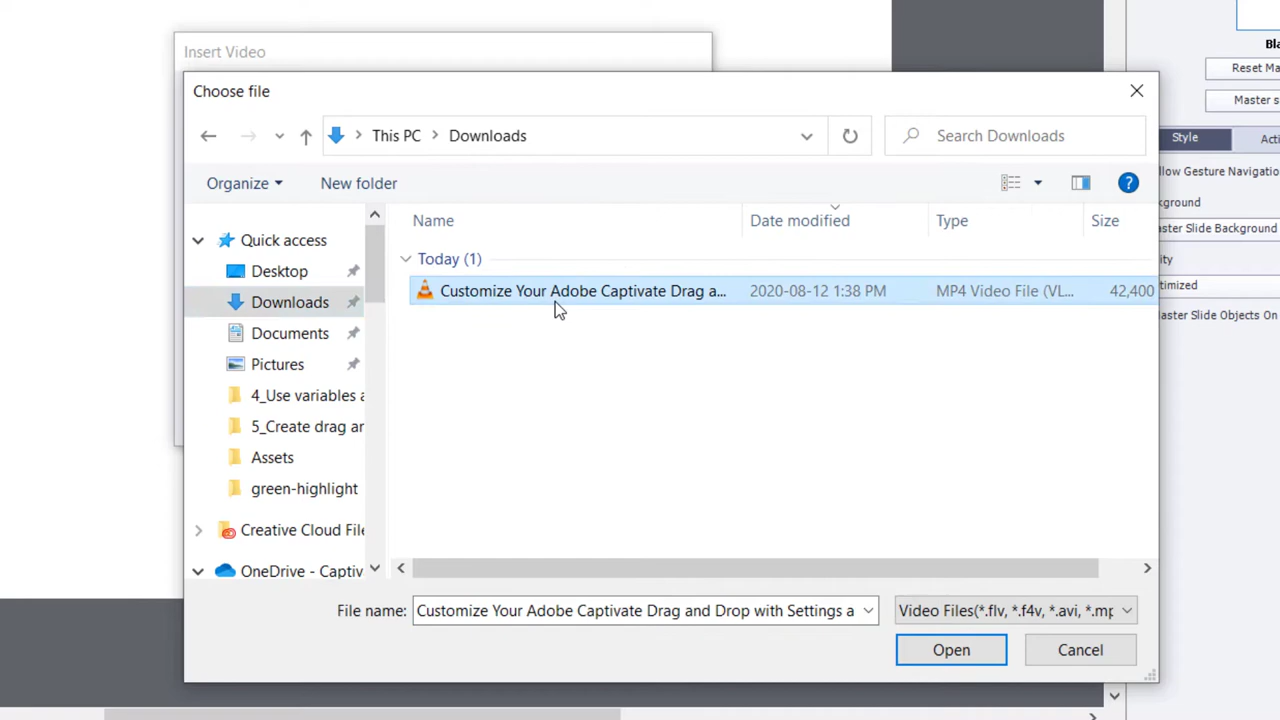 Insert Video
Bla
Reset Ma
Master s
Style
Acti
llow Gesture Navigatio
kground
ster Slide Background
ity
timized
aster Slide Objects On
Choose file
This PC
Downloads
Search Downloads
Organize
New folder
?
Name
Date modified
Type
Size
Quick access
Desktop
Downloads
Documents
Pictures
4_Use variables a
5_Create drag an
Assets
green-highlight
Creative Cloud File
OneDrive - Captiv
Today (1)
Customize Your Adobe Captivate Drag a... 2020-08-12 1:38 PM MP4 Video File (VL... 42,400
File name: Customize Your Adobe Captivate Drag and Drop with Settings a
Video Files(*.flv, *.f4v, *.avi, *.mp
Open
Cancel